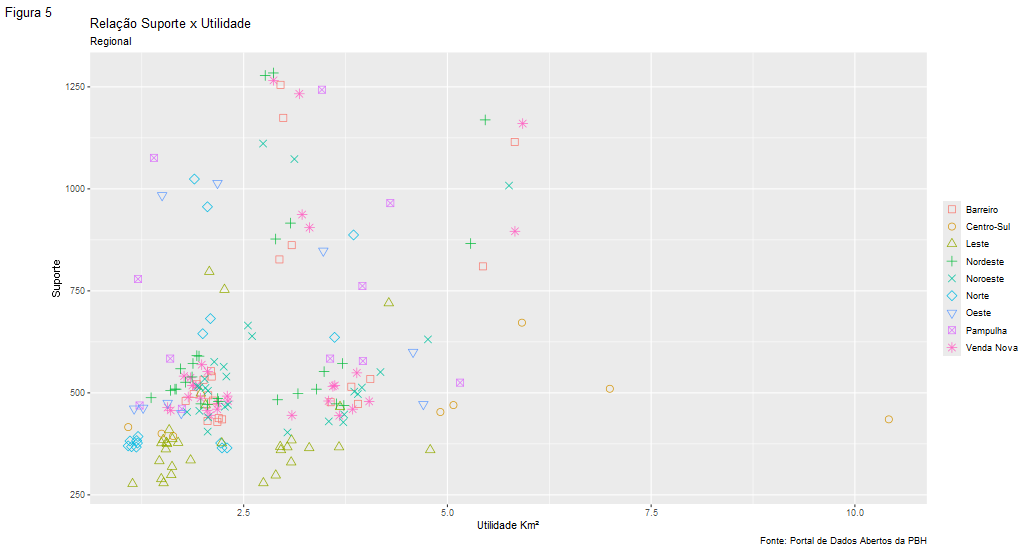 Figura 5
Relação Suporte x Utilidade
Regional
1250
1000
750
500
250
Suporte
2.5
5.0
7.5
10.0
Utilidade Km²
Barreiro
Centro-Sul
Leste
Nordeste
Noroeste
Norte
Oeste
Pampulha
Venda Nova
Fonte: Portal de Dados Abertos da PBH